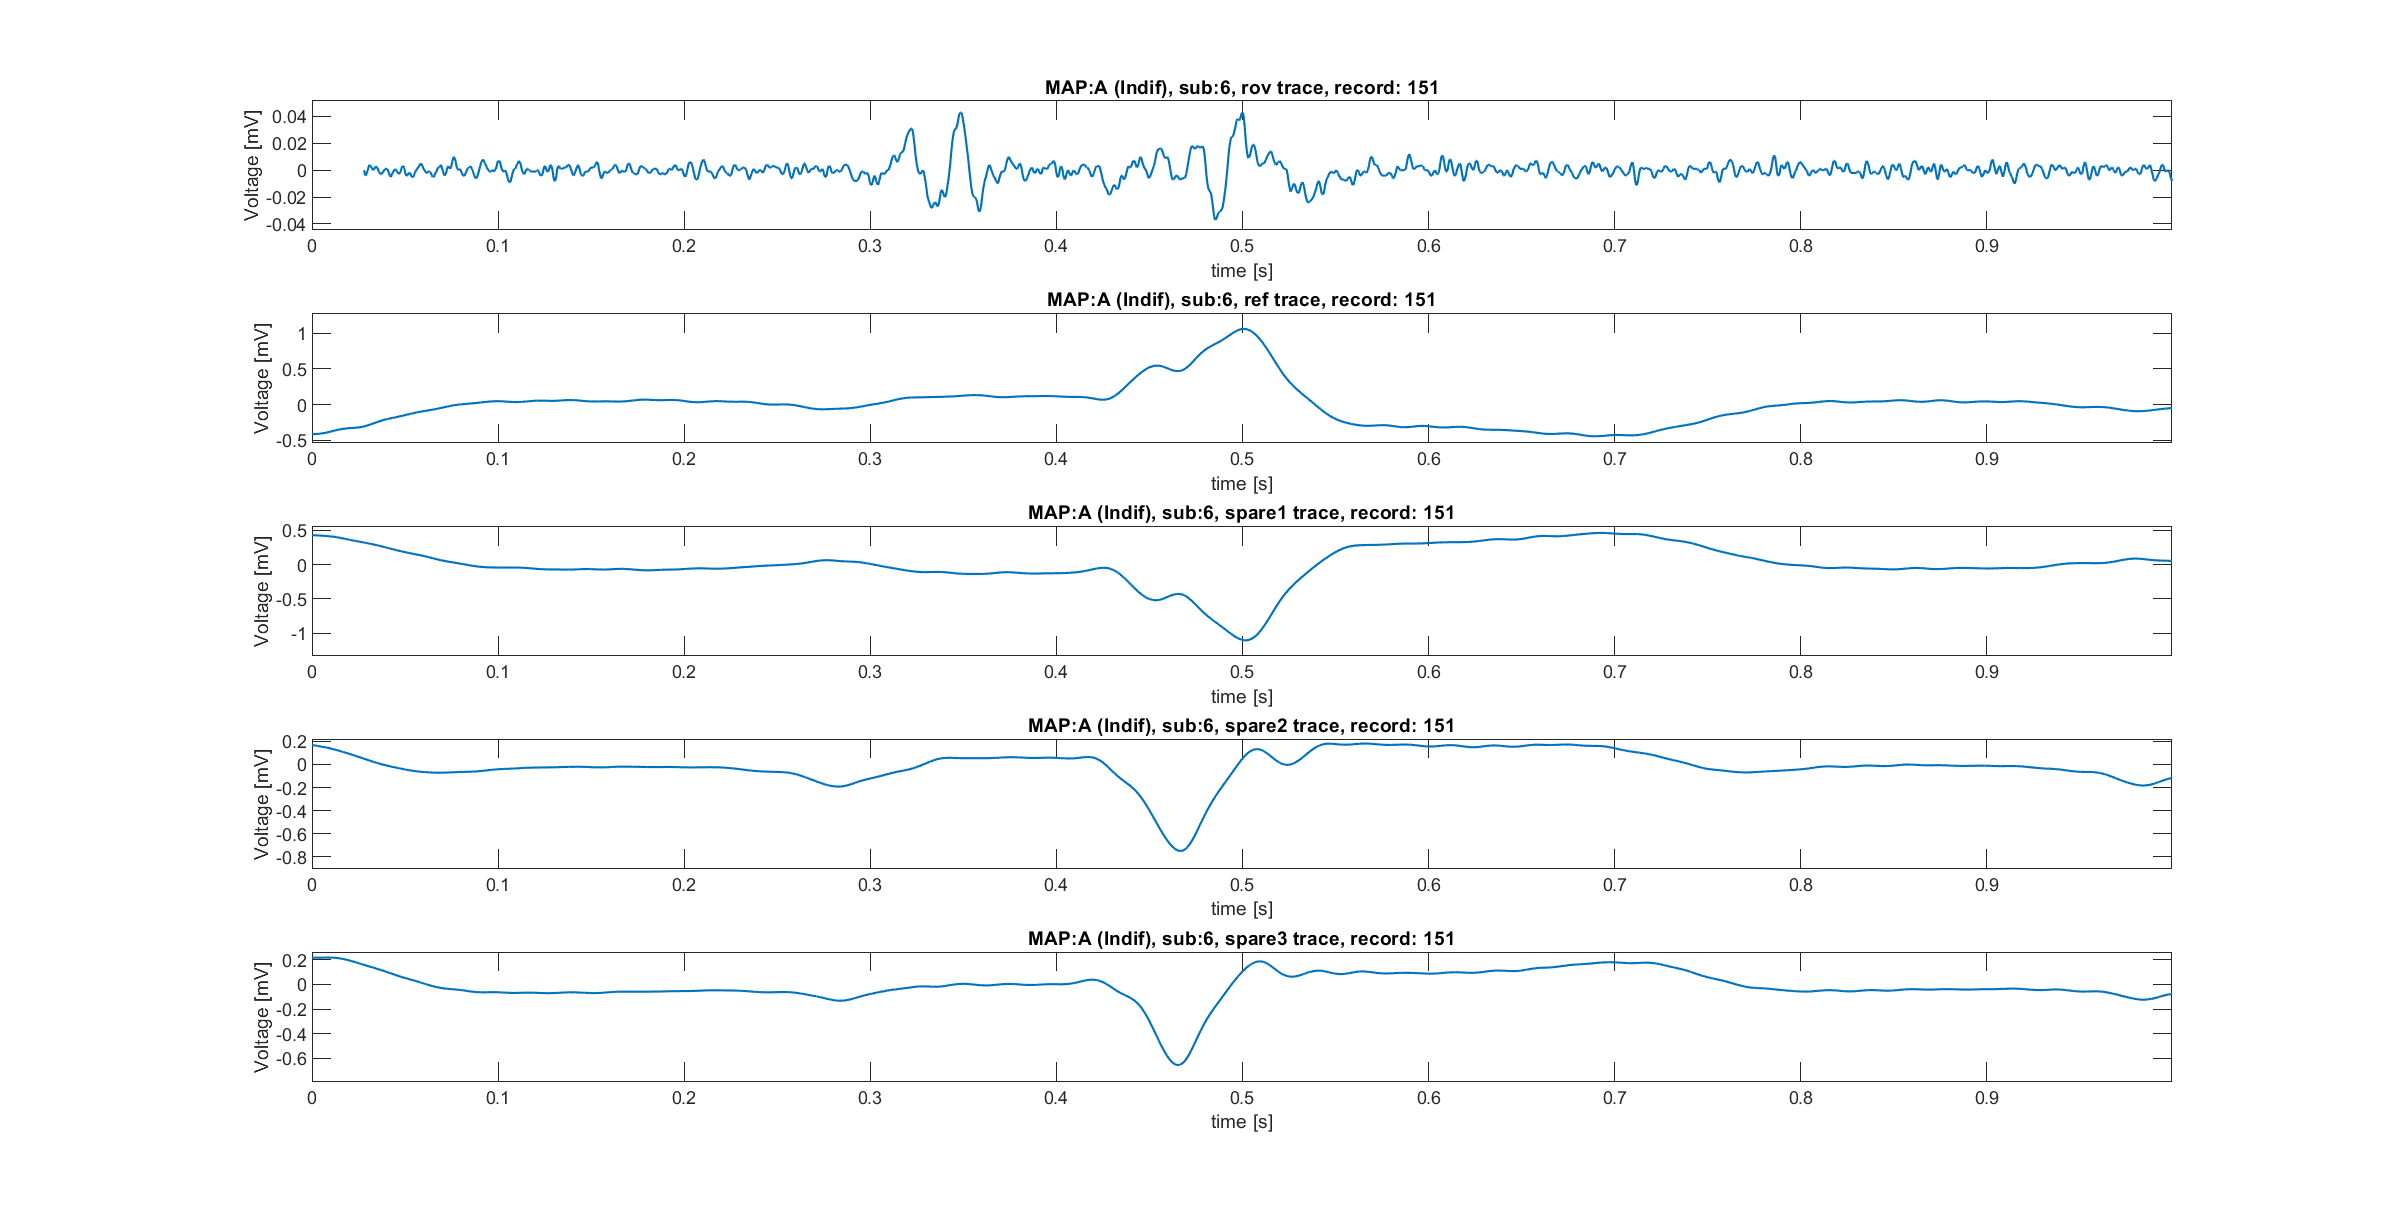 MAP:A (Indif), sub:6, rov trace, record: 151
Voltage [mV]
0.04
0.02
0
-0.02
-0.04
0 0.1 0.2 0.3 0.4 0.5 0.6 0.7 0.8 0.9
time [s]
MAP:A (Indif), sub:6, ref trace, record: 151
Voltage [mV]
1
0.5
0
-0.5
0 0.1 0.2 0.3 0.4 0.5 0.6 0.7 0.8 0.9
time [s]
MAP:A (Indif), sub:6, spare1 trace, record: 151
Voltage [mV]
0.5
0
-0.5
-1
0 0.1 0.2 0.3 0.4 0.5 0.6 0.7 0.8 0.9
time [s]
MAP:A (Indif), sub:6, spare2 trace, record: 151
Voltage [mV]
0.2
0
-0.2
-0.4
-0.6
-0.8
0 0.1 0.2 0.3 0.4 0.5 0.6 0.7 0.8 0.9
time [s]
MAP:A (Indif), sub:6, spare3 trace, record: 151
Voltage [mV]
0.2
0
-0.2
-0.4
-0.6
0 0.1 0.2 0.3 0.4 0.5 0.6 0.7 0.8 0.9
time [s]